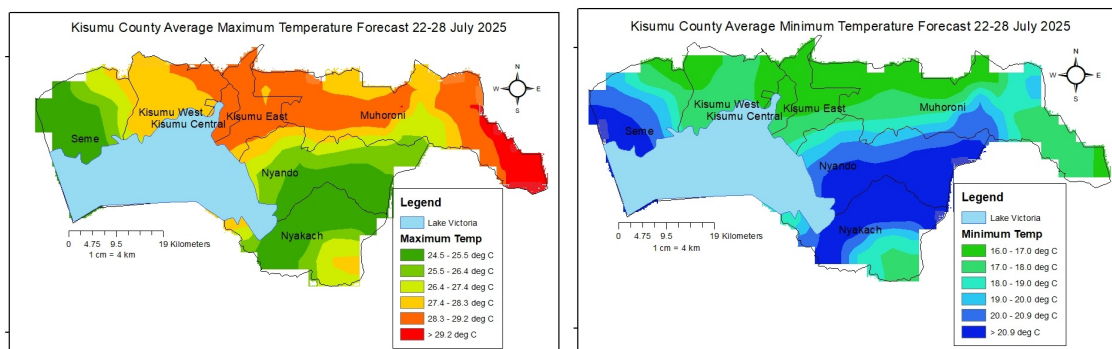 Kisumu County Average Maximum Temperature Forecast 22-28 July 2025
N
W E
S
Kisumu West
Kisumu Central
Kisumu East
Muhoroni
Seme
Nyando
Nyakach
0 4.75 9.5 19 Kilometers
1 cm = 4 km
Legend
Lake Victoria
Maximum Temp
24.5 - 25.5 deg C
25.5 - 26.4 deg C
26.4 - 27.4 deg C
27.4 - 28.3 deg C
28.3 - 29.2 deg C
> 29.2 deg C
Kisumu County Average Minimum Temperature Forecast 22-28 July 2025
N
W E
S
Kisumu West
Kisumu Central
Kisumu East
Muhoroni
Seme
Nyando
Nyakach
0 4.75 9.5 19 Kilometers
1 cm = 4 km
Legend
Lake Victoria
Minimum Temp
16.0 - 17.0 deg C
17.0 - 18.0 deg C
18.0 - 19.0 deg C
19.0 - 20.0 deg C
20.0 - 20.9 deg C
> 20.9 deg C